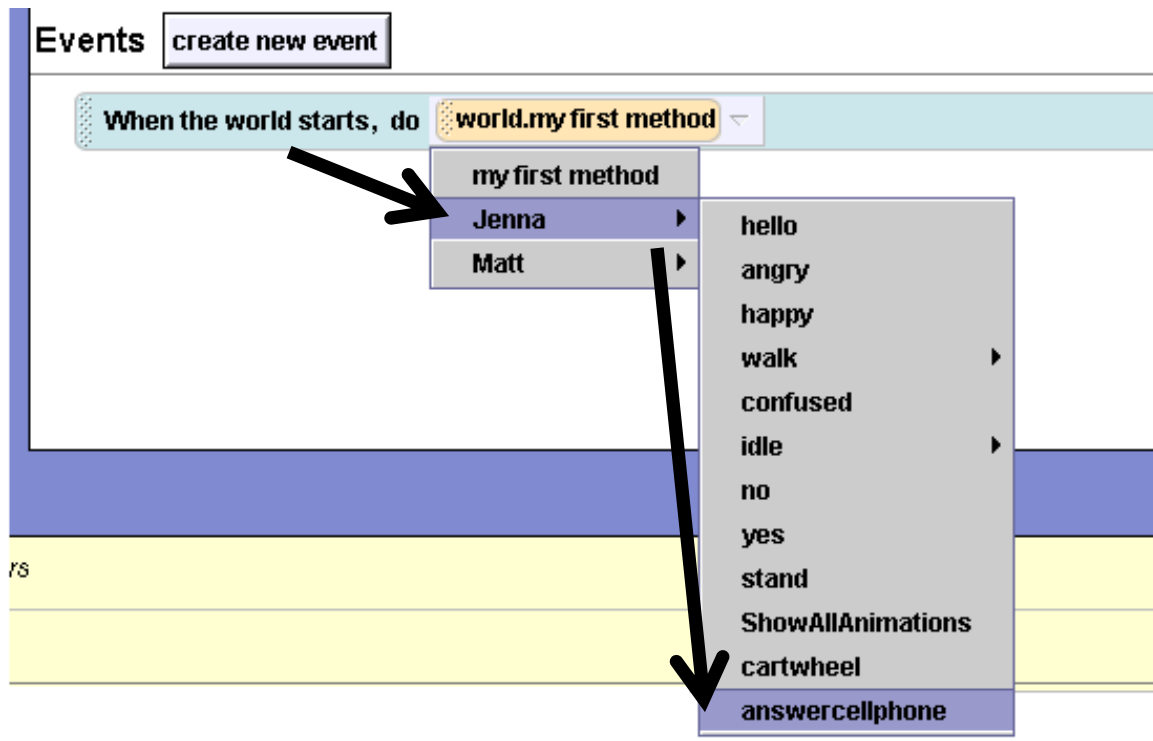 Events create new event
When the world starts, do world.my first method
my first method
Jenna
Matt
hello
angry
happy
walk
confused
idle
no
yes
stand
ShowAllAnimations
cartwheel
answercellphone
rs